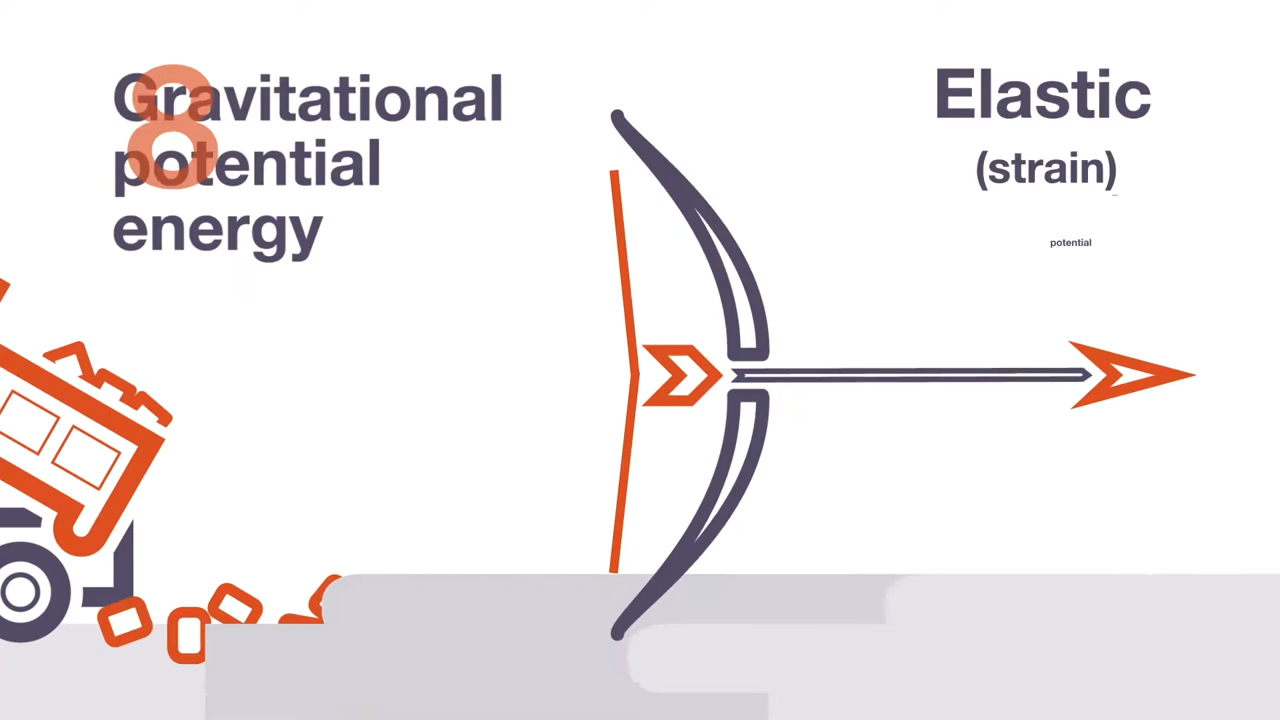 8
Gravitational
potential
energy
Elastic
(strain)
potential